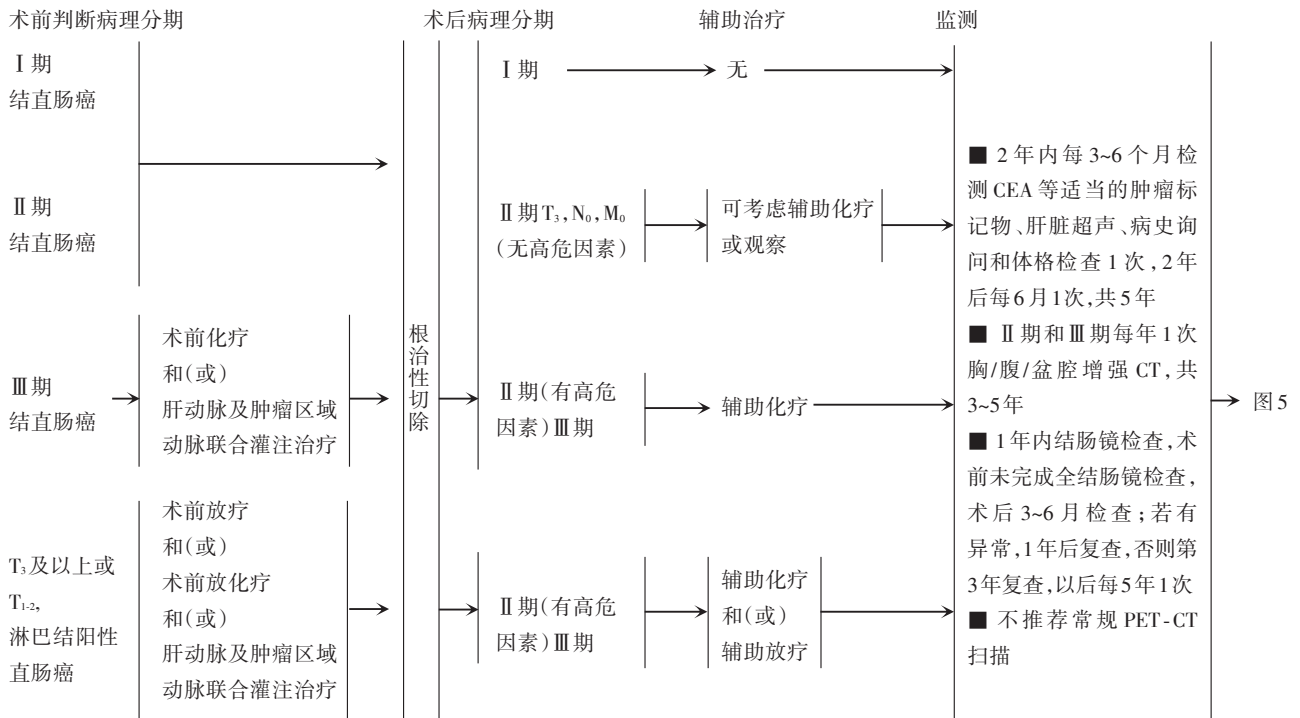 术前判断病理分期
术后病理分期
辅助治疗
监测
Ⅰ期
结直肠癌
Ⅱ期
结直肠癌
Ⅲ期
结直肠癌
T₃及以上或
T₁₋₂,
淋巴结阳性
直肠癌
术前化疗
和(或)
肝动脉及肿瘤区域
动脉联合灌注治疗
术前放疗
和(或)
术前放化疗
和(或)
肝动脉及肿瘤区域
动脉联合灌注治疗
根治性切除
Ⅰ期
无
Ⅱ期T₃,N₀,M₀
(无高危因素)
可考虑辅助化疗
或观察
Ⅱ期(有高危
因素)Ⅲ期
辅助化疗
Ⅱ期(有高危
因素)Ⅲ期
辅助化疗
和(或)
辅助放疗
■ 2年内每3~6个月检
测CEA等适当的肿瘤标
记物、肝脏超声、病史询
问和体格检查1次,2年
后每6月1次,共5年
■ Ⅱ期和Ⅲ期每年1次
胸/腹/盆腔增强CT,共
3~5年
■ 1年内结肠镜检查,术
前未完成全结肠镜检查,
术后3~6月检查;若有
异常,1年后复查,否则第
3年复查,以后每5年1次
■ 不推荐常规PET-CT
扫描
图5